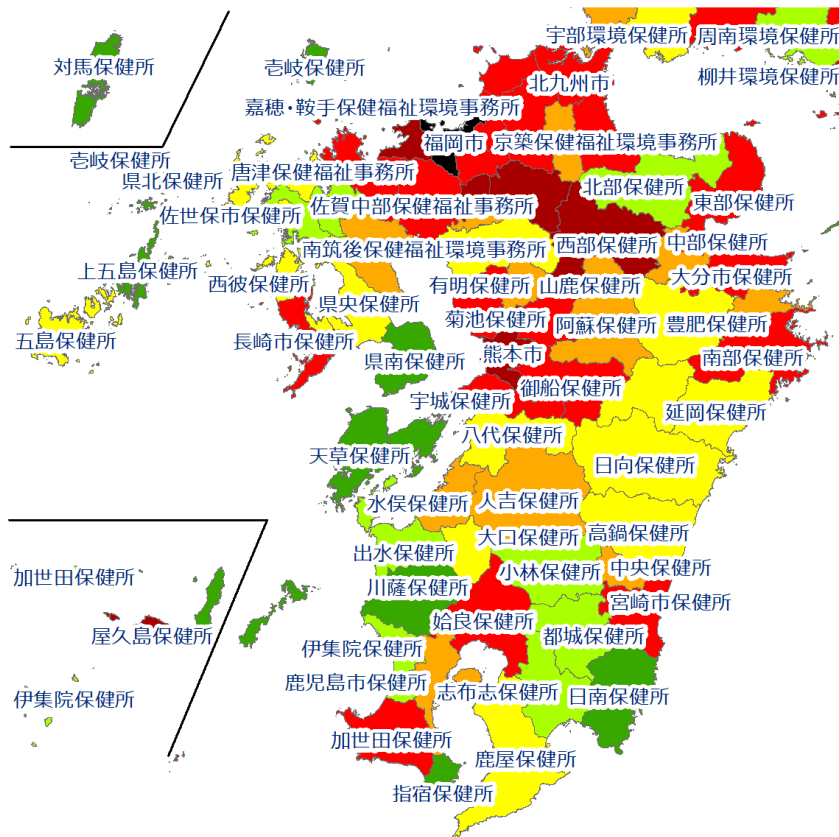 宇部環境保健所
周南環境保健所
対馬保健所
壱岐保健所
柳井環境保健所
北九州市
嘉穂・鞍手保健福祉環境事務所
福岡市
京築保健福祉環境事務所
壱岐保健所
県北保健所
唐津保健福祉事務所
北部保健所
佐世保市保健所
佐賀中部保健福祉事務所
東部保健所
南筑後保健福祉環境事務所
西部保健所
中部保健所
上五島保健所
西彼保健所
有明保健所
山鹿保健所
大分市保健所
県央保健所
菊池保健所
阿蘇保健所
豊肥保健所
五島保健所
長崎市保健所
県南保健所
熊本市
南部保健所
御船保健所
宇城保健所
延岡保健所
八代保健所
天草保健所
日向保健所
水俣保健所
人吉保健所
大口保健所
高鍋保健所
出水保健所
小林保健所
中央保健所
加世田保健所
川薩保健所
宮崎市保健所
屋久島保健所
姶良保健所
都城保健所
伊集院保健所
鹿児島市保健所
志布志保健所
日南保健所
伊集院保健所
加世田保健所
鹿屋保健所
指宿保健所